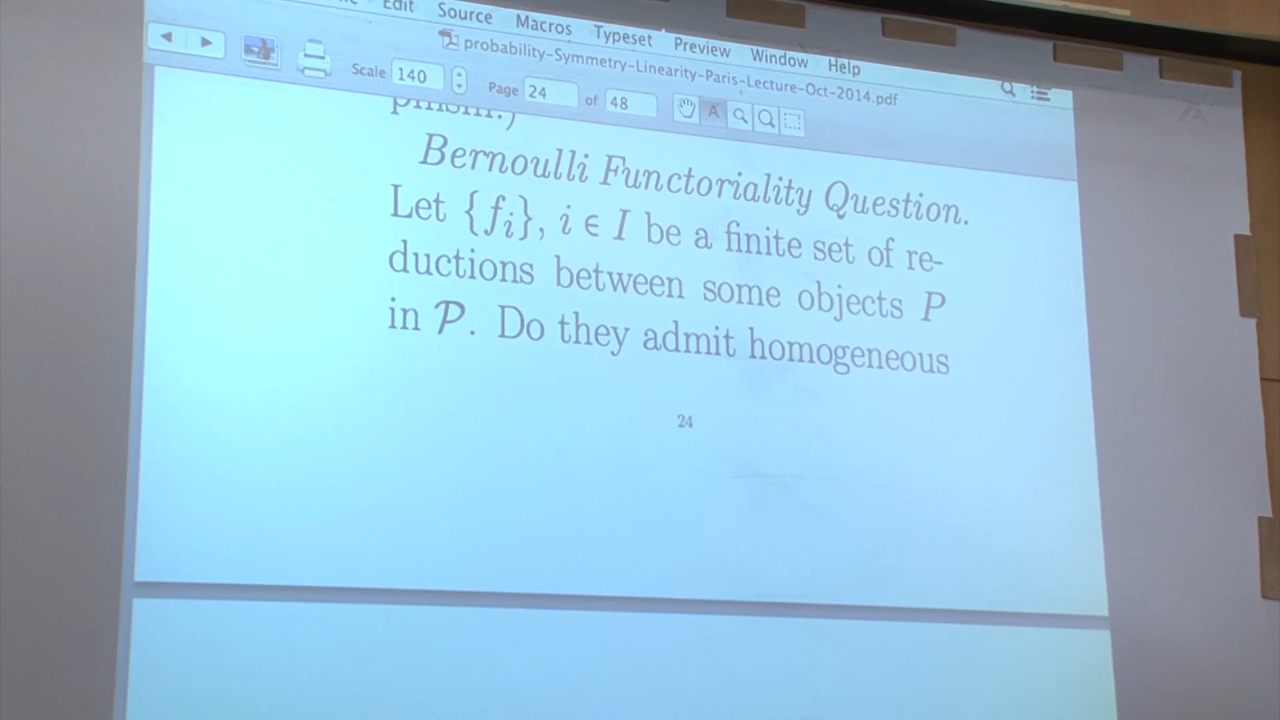 Edit Source Macros Typeset Preview Window Help
probability-Symmetry-Linearity-Paris-Lecture-Oct-2014.pdf
Scale 140 Page 24 of 48
A
Bernoulli Functoriality Question.
Let {fᵢ}, i ∈ I be a finite set of re-
ductions between some objects P
in 𝒫. Do they admit homogeneous
24